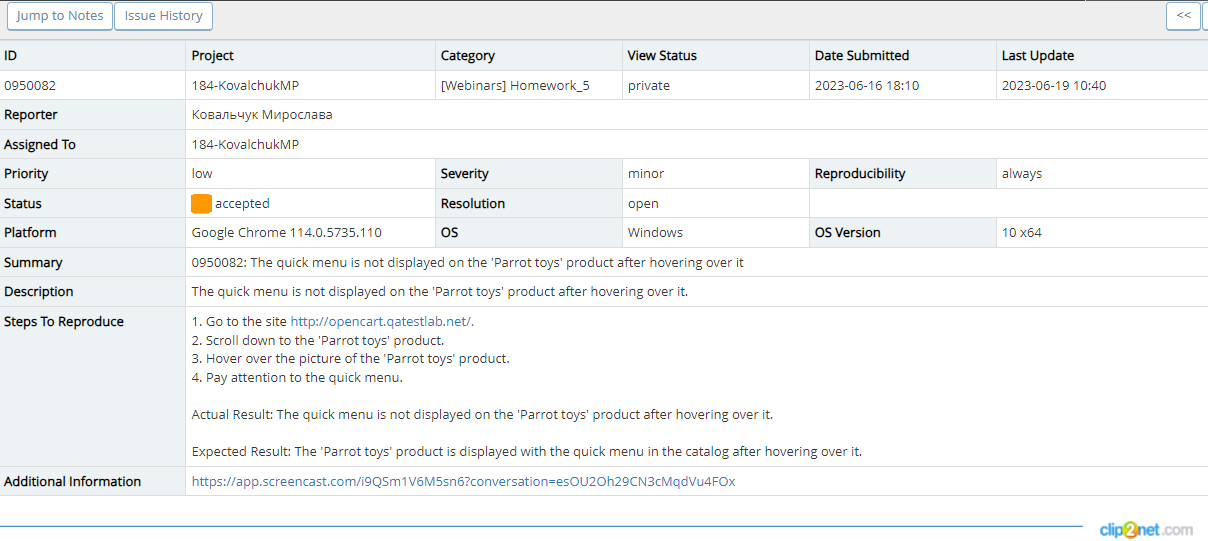 Jump to Notes Issue History <<
ID Project Category View Status Date Submitted Last Update
0950082 184-KovalchukMP [Webinars] Homework_5 private 2023-06-16 18:10 2023-06-19 10:40
Reporter Ковальчук Мирослава
Assigned To 184-KovalchukMP
Priority low Severity minor Reproducibility always
Status accepted Resolution open
Platform Google Chrome 114.0.5735.110 OS Windows OS Version 10 x64
Summary 0950082: The quick menu is not displayed on the 'Parrot toys' product after hovering over it
Description The quick menu is not displayed on the 'Parrot toys' product after hovering over it.
Steps To Reproduce 1. Go to the site http://opencart.qatestlab.net/.
2. Scroll down to the 'Parrot toys' product.
3. Hover over the picture of the 'Parrot toys' product.
4. Pay attention to the quick menu.
Actual Result: The quick menu is not displayed on the 'Parrot toys' product after hovering over it.
Expected Result: The 'Parrot toys' product is displayed with the quick menu in the catalog after hovering over it.
Additional Information https://app.screencast.com/i9QSm1V6M5sn6?conversation=esOU2Oh29CN3cMqdVu4FOx
clip2net.com